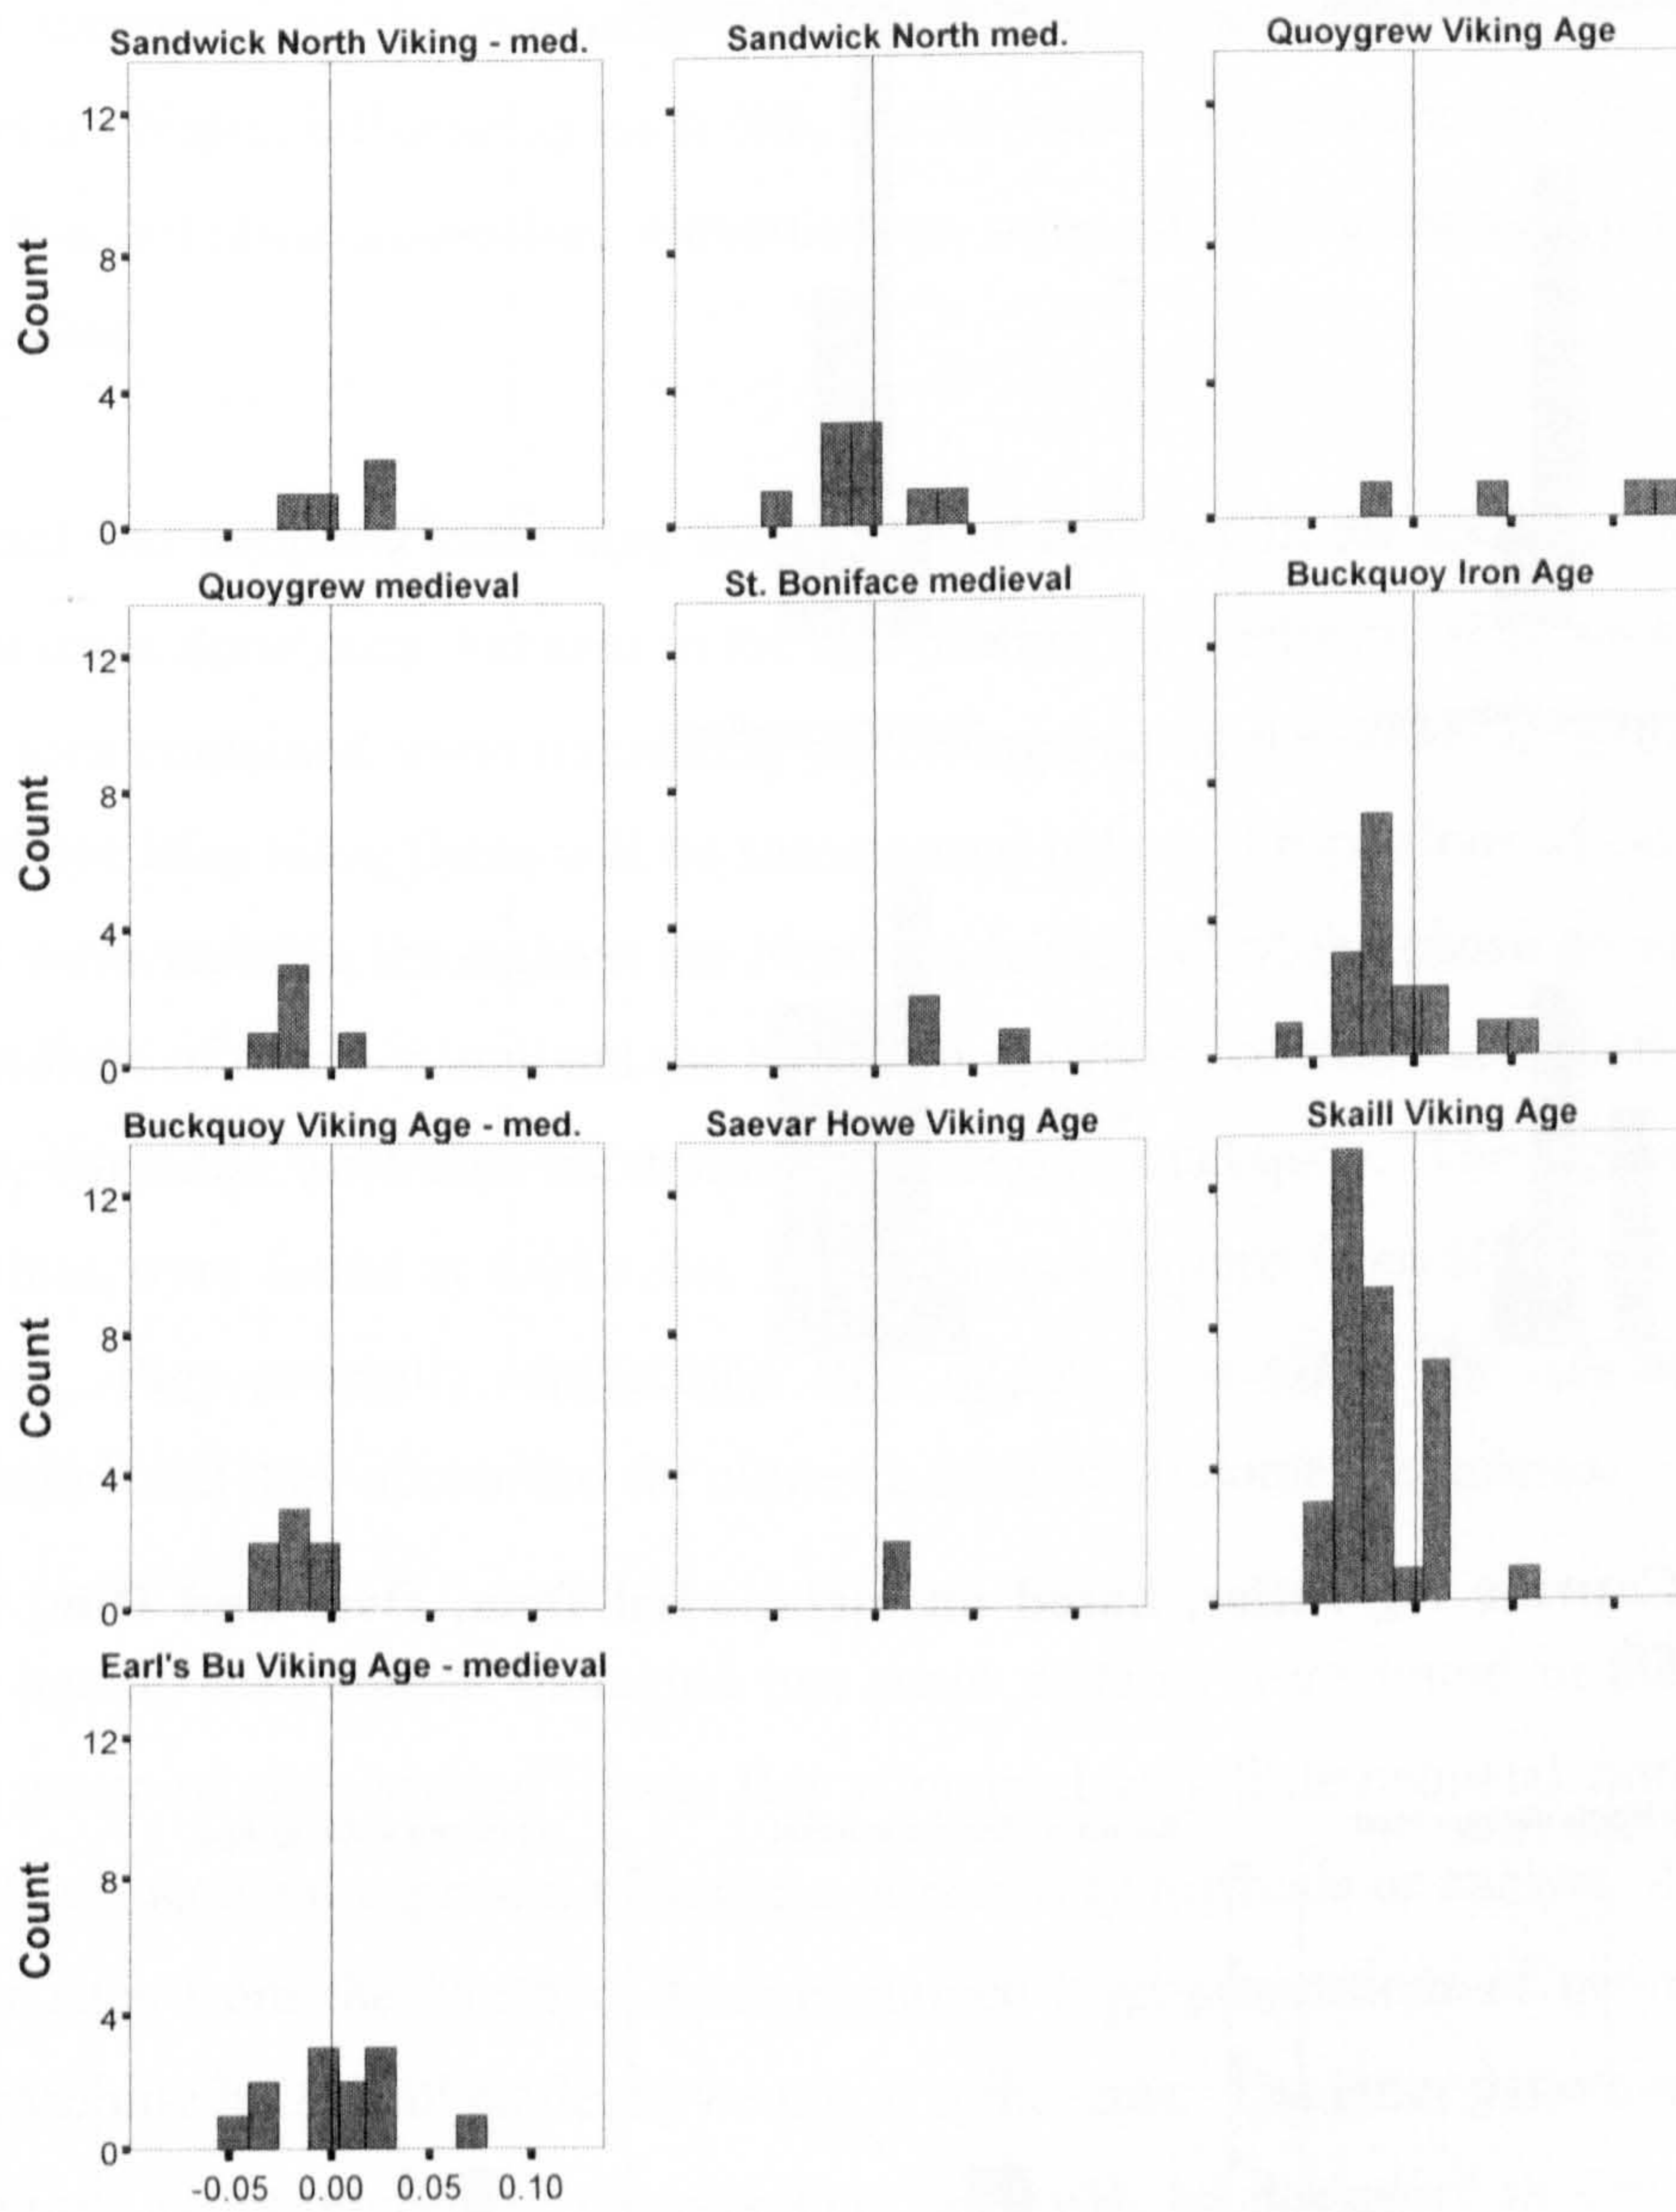 Sandwick North Viking - med.
Sandwick North med.
Quoygrew Viking Age
Count
12
8
4
0
Quoygrew medieval
St. Boniface medieval
Buckquoy Iron Age
Count
12
8
4
0
Buckquoy Viking Age - med.
Saevar Howe Viking Age
Skaill Viking Age
Count
12
8
4
0
Earl's Bu Viking Age - medieval
Count
12
8
4
0
-0.05 0.00 0.05 0.10